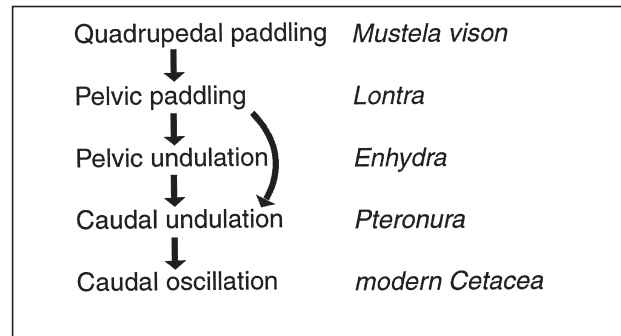 Quadrupedal paddling Mustela vison
Pelvic paddling Lontra
Pelvic undulation Enhydra
Caudal undulation Pteronura
Caudal oscillation modern Cetacea